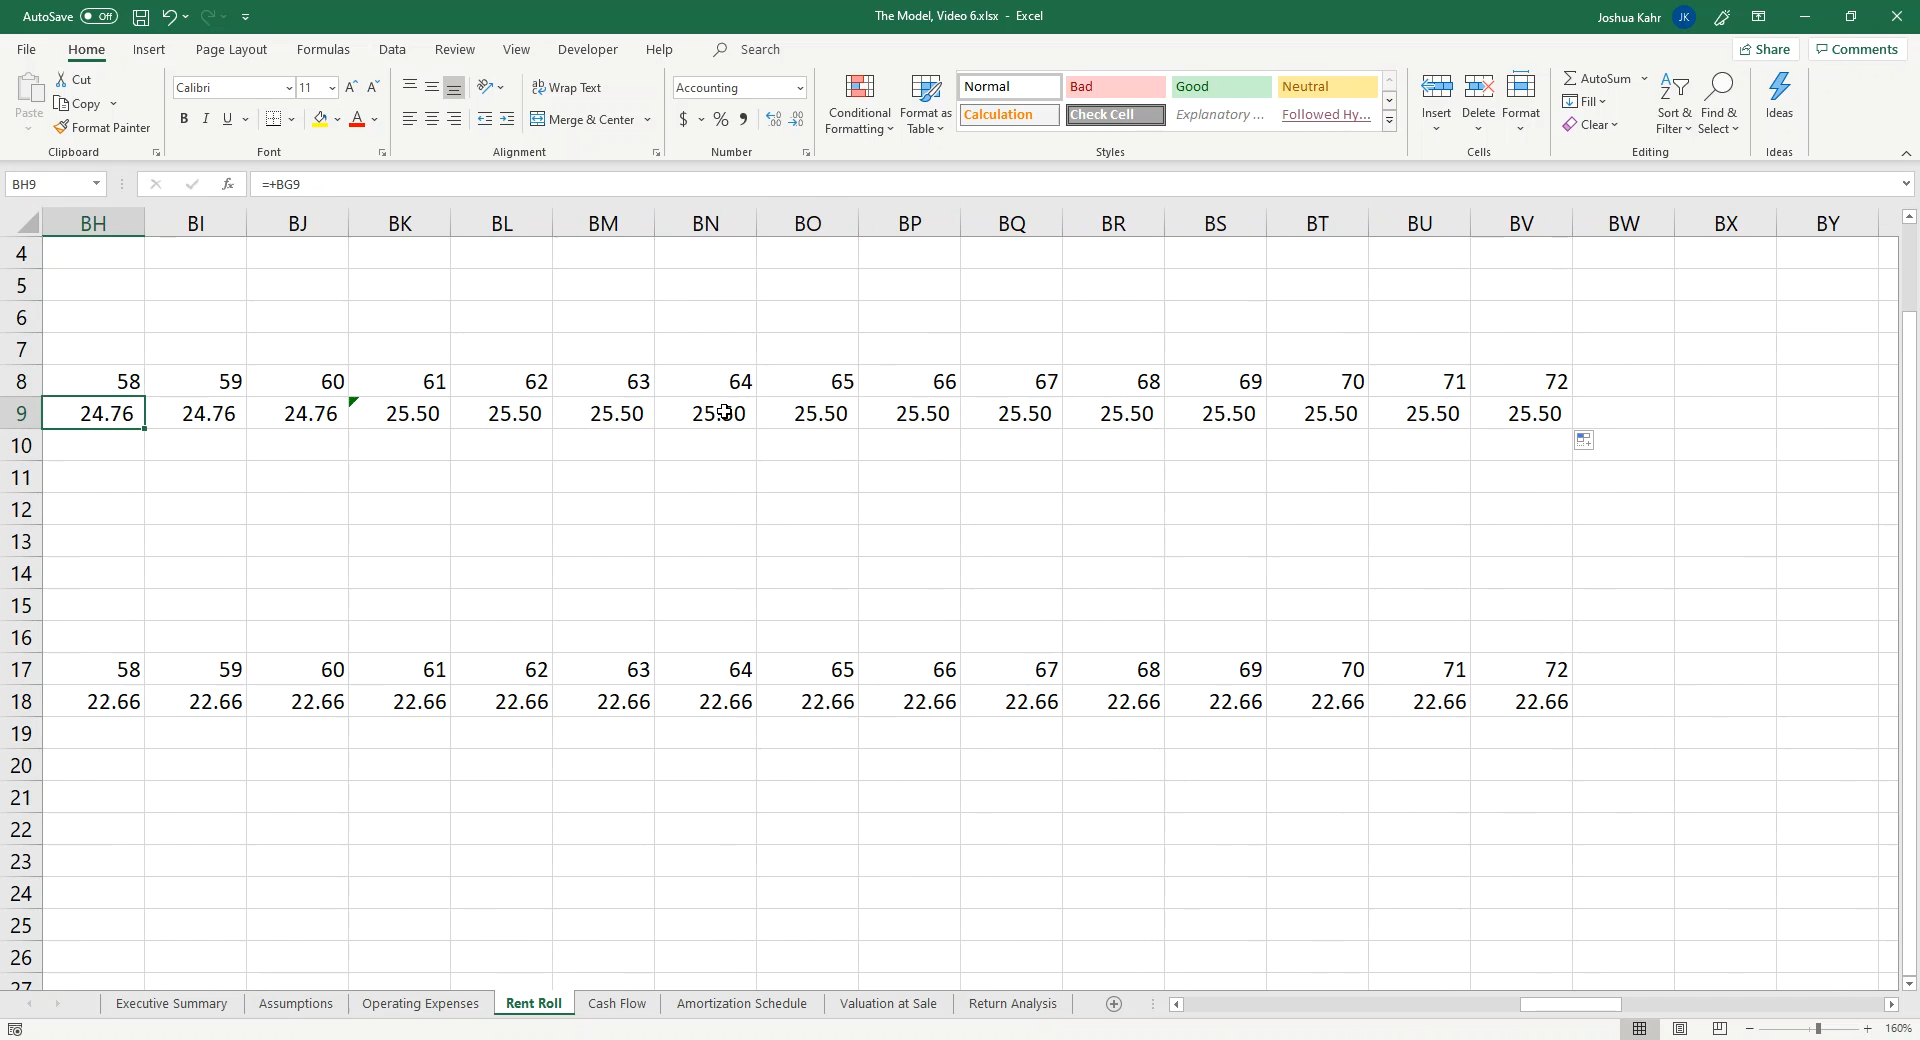 AutoSave Off The Model, Video 6.xlsx - Excel Joshua Kahr JK
File Home Insert Page Layout Formulas Data Review View Developer Help Search Share Comments
Paste Cut Copy Format Painter Clipboard
Calibri 11 A A B I U A Font
ab Wrap Text Merge & Center Alignment
Accounting $ % , Number
Conditional Formatting Format as Table
Normal Bad Good Neutral
Calculation Check Cell Explanatory ... Followed Hy...
Styles
Insert Delete Format Cells
AutoSum Fill Clear Sort & Filter Find & Select Editing
Ideas Ideas
BH9 fx =+BG9
BH BI BJ BK BL BM BN BO BP BQ BR BS BT BU BV BW BX BY
4
5
6
7
8 58 59 60 61 62 63 64 65 66 67 68 69 70 71 72
9 24.76 24.76 24.76 25.50 25.50 25.50 25.50 25.50 25.50 25.50 25.50 25.50 25.50 25.50 25.50
10
11
12
13
14
15
16
17 58 59 60 61 62 63 64 65 66 67 68 69 70 71 72
18 22.66 22.66 22.66 22.66 22.66 22.66 22.66 22.66 22.66 22.66 22.66 22.66 22.66 22.66 22.66
19
20
21
22
23
24
25
26
27
Executive Summary Assumptions Operating Expenses Rent Roll Cash Flow Amortization Schedule Valuation at Sale Return Analysis
160%